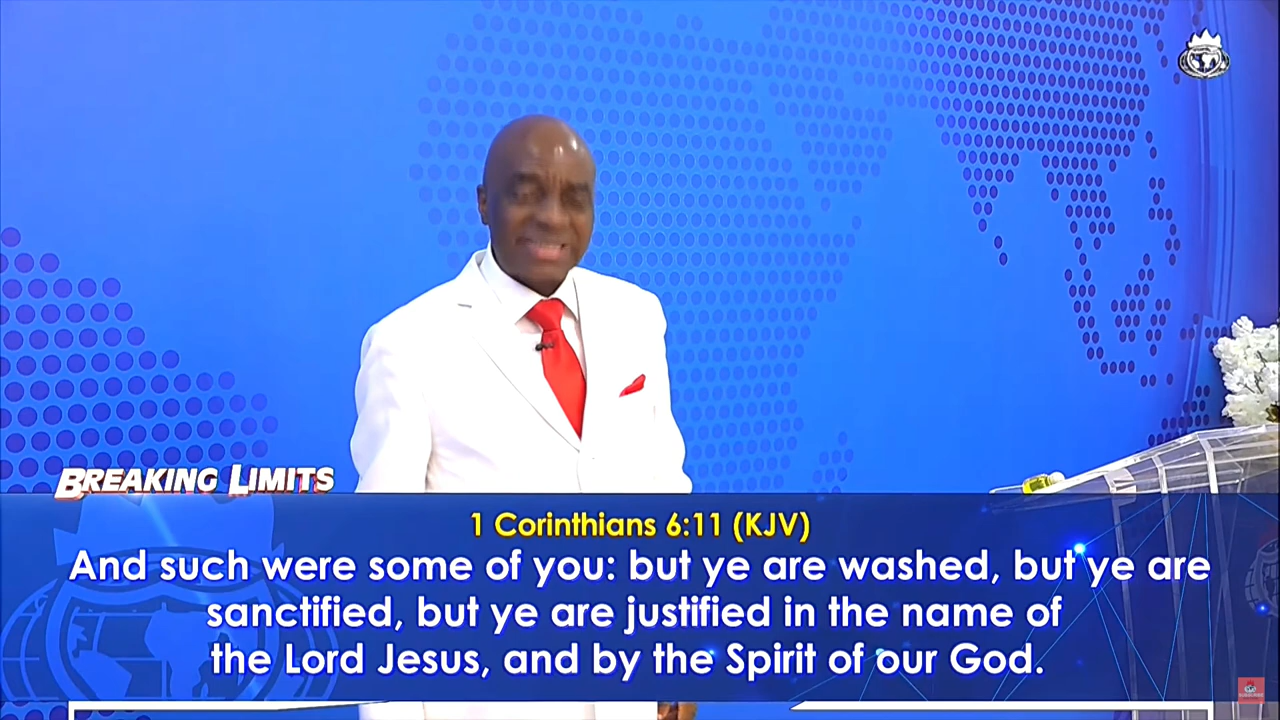 BREAKING LIMITS
1 Corinthians 6:11 (KJV)
And such were some of you: but ye are washed, but ye are
sanctified, but ye are justified in the name of
the Lord Jesus, and by the Spirit of our God.